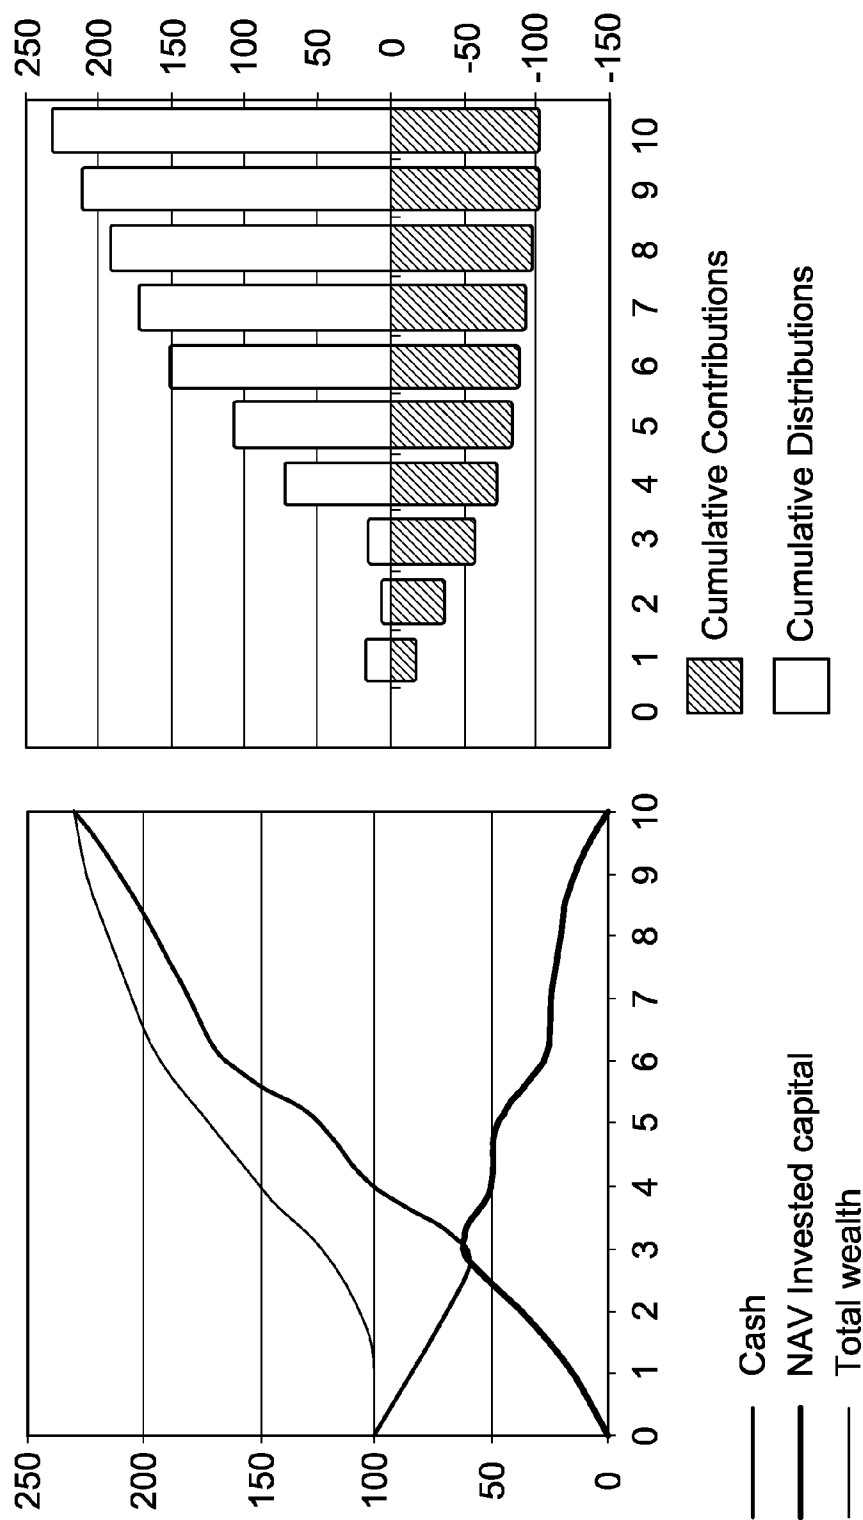 250
200
150
100
50
0
0 1 2 3 4 5 6 7 8 9 10
Cash
NAV Invested capital
Total wealth
250
200
150
100
50
0
-50
-100
-150
0 1 2 3 4 5 6 7 8 9 10
Cumulative Contributions
Cumulative Distributions